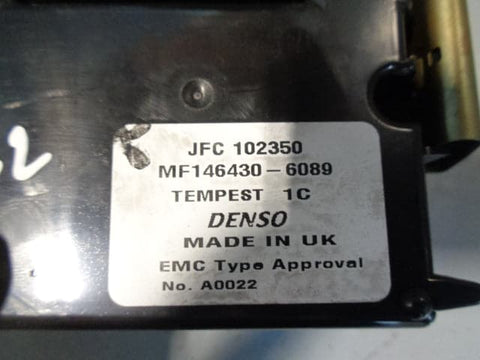 JFC 102350
MF146430-6089
TEMPEST 1C
DENSO
MADE IN UK
EMC Type Approval
No. A0022